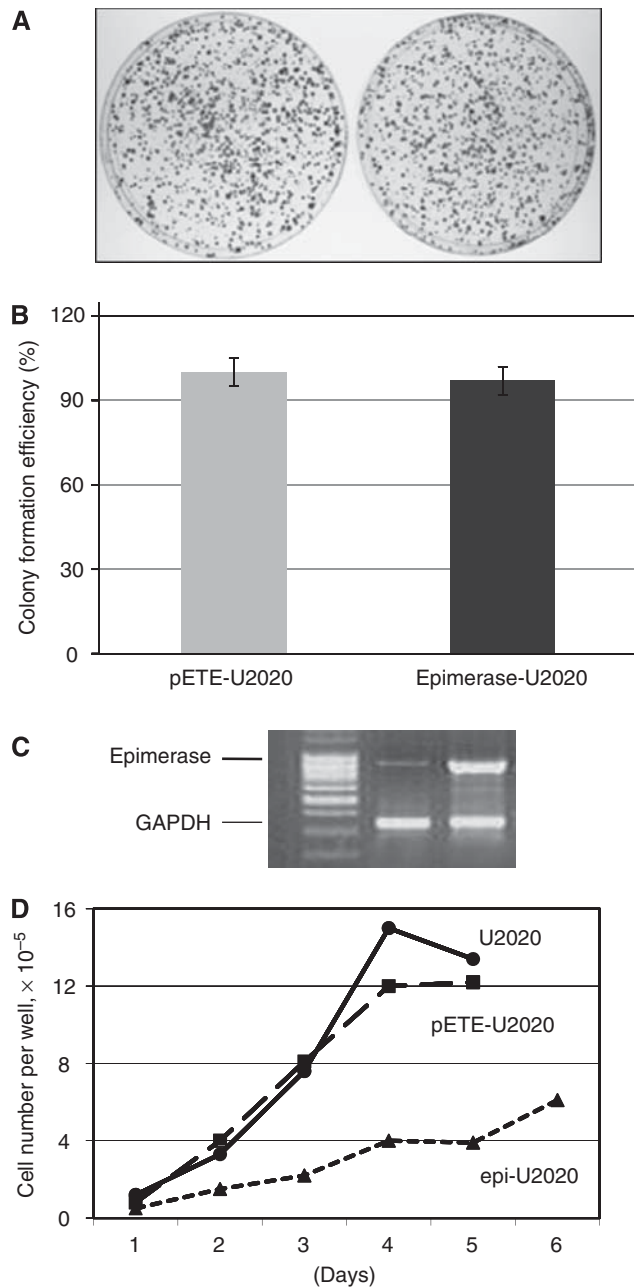 A
B
120
90
60
30
0
Colony formation efficiency (%)
pETE-U2020
Epimerase-U2020
C
Epimerase
GAPDH
D
16
12
8
4
0
Cell number per well, × 10⁻⁵
U2020
pETE-U2020
epi-U2020
1 2 3 4 5 6
(Days)